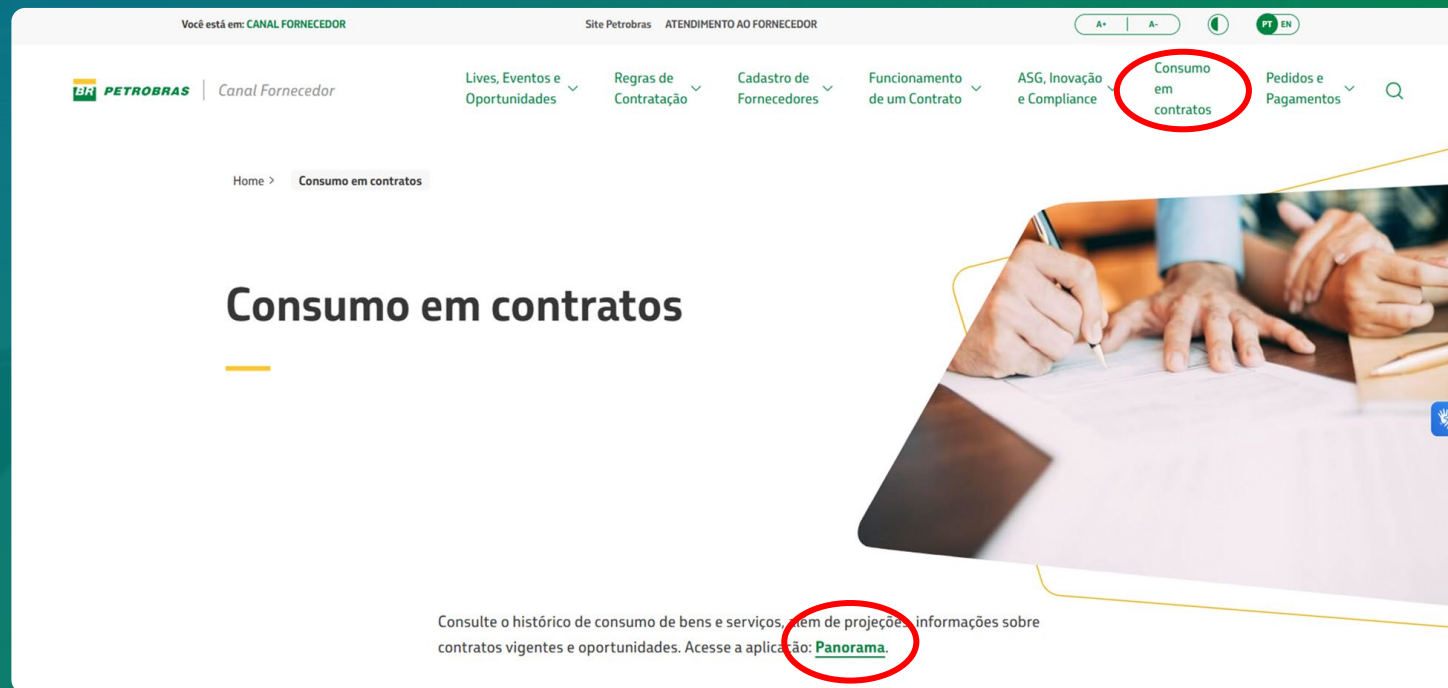 Você está em: CANAL FORNECEDOR
Site Petrobras ATENDIMENTO AO FORNECEDOR
A+ | A-
PT EN
BR PETROBRAS | Canal Fornecedor
Lives, Eventos e
Oportunidades
Regras de
Contratação
Cadastro de
Fornecedores
Funcionamento
de um Contrato
ASG, Inovação
e Compliance
Consumo
em
contratos
Pedidos e
Pagamentos
Home > Consumo em contratos
Consumo em contratos
Consulte o histórico de consumo de bens e serviços, além de projeções, informações sobre
contratos vigentes e oportunidades. Acesse a aplicação: Panorama.